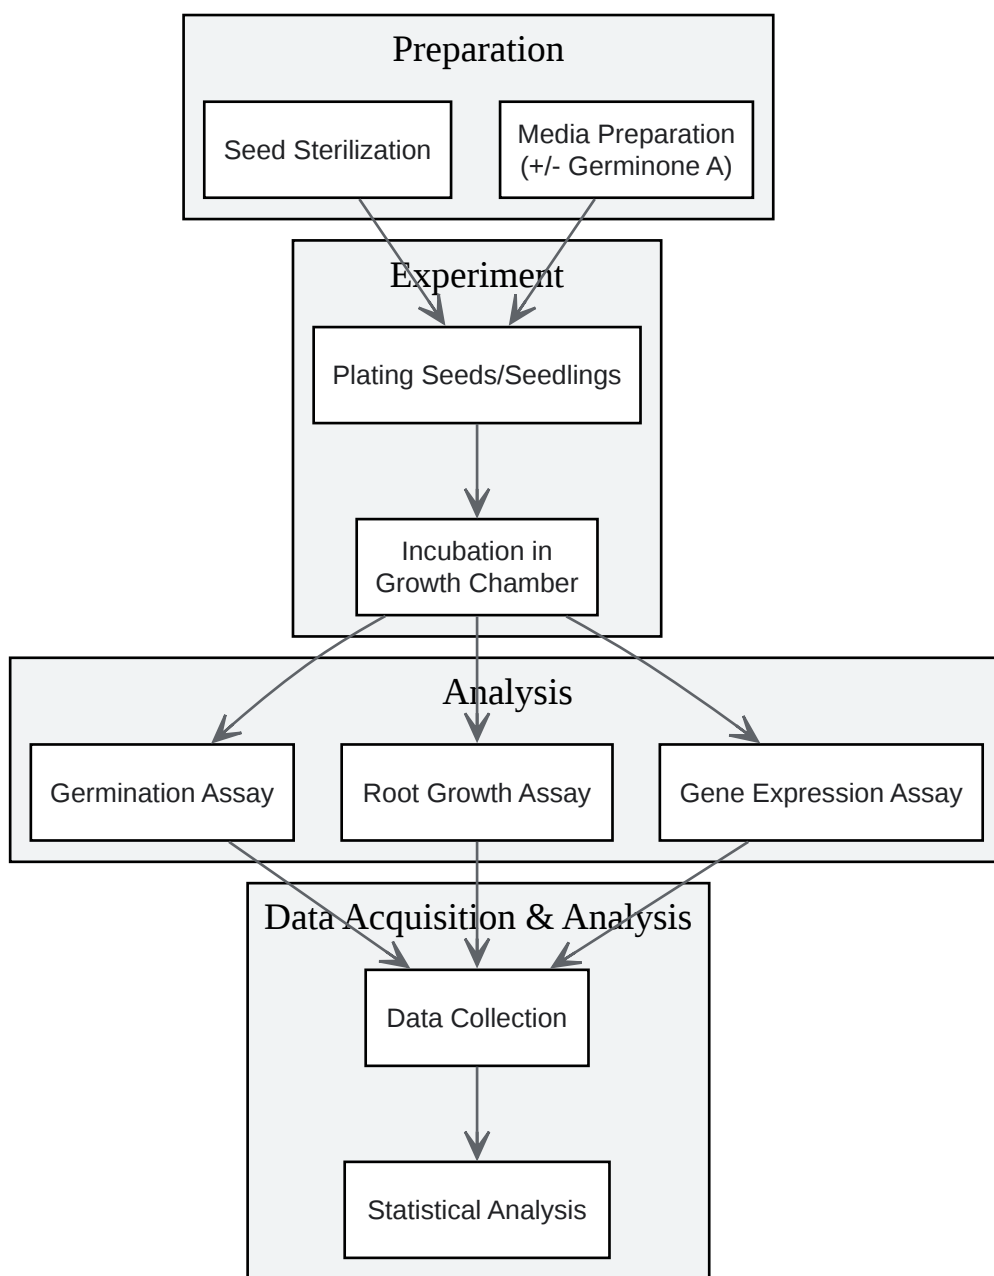 Preparation
Seed Sterilization
Media Preparation
(+/- Germinone A)
Experiment
Plating Seeds/Seedlings
Incubation in
Growth Chamber
Analysis
Germination Assay
Root Growth Assay
Gene Expression Assay
Data Acquisition & Analysis
Data Collection
Statistical Analysis